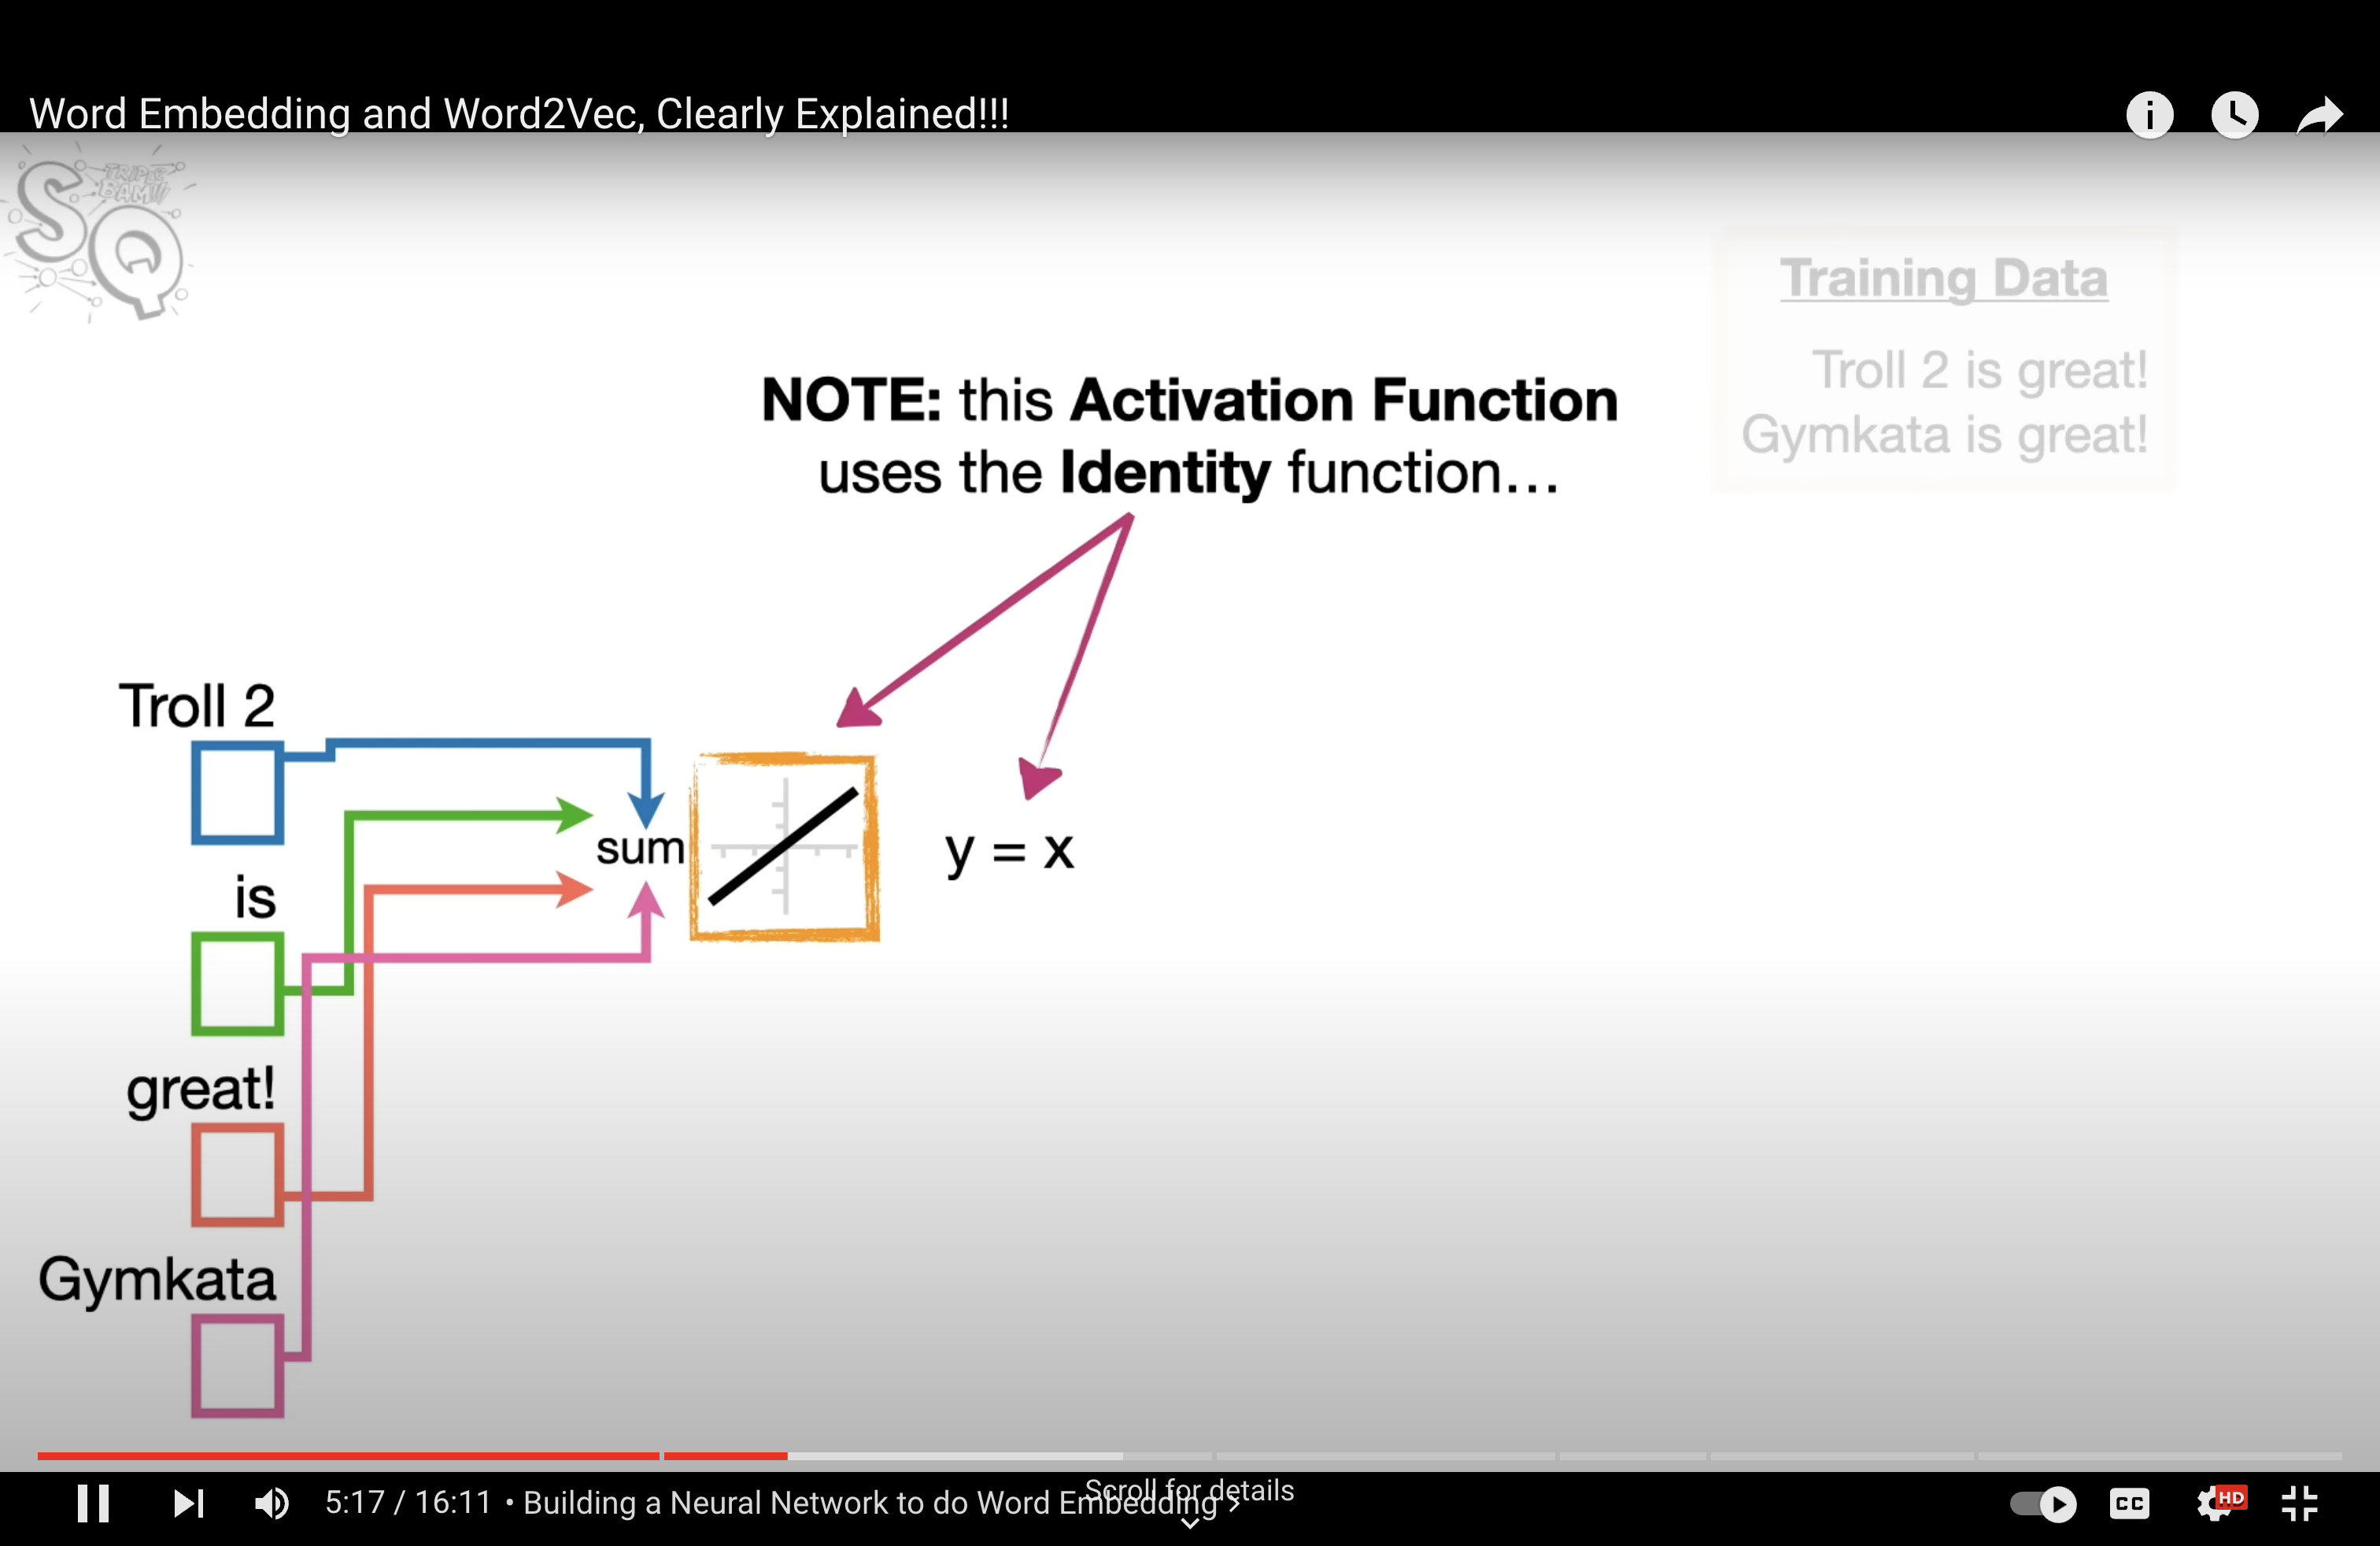 Word Embedding and Word2Vec, Clearly Explained!!!
SQ
TRIPLE
BAM!!
Training Data
Troll 2 is great!
Gymkata is great!
NOTE: this Activation Function
uses the Identity function...
Troll 2
is
great!
Gymkata
sum
y = x
5:17 / 16:11 • Building a Neural Network to do Word Embedding
Scroll for details
CC
HD